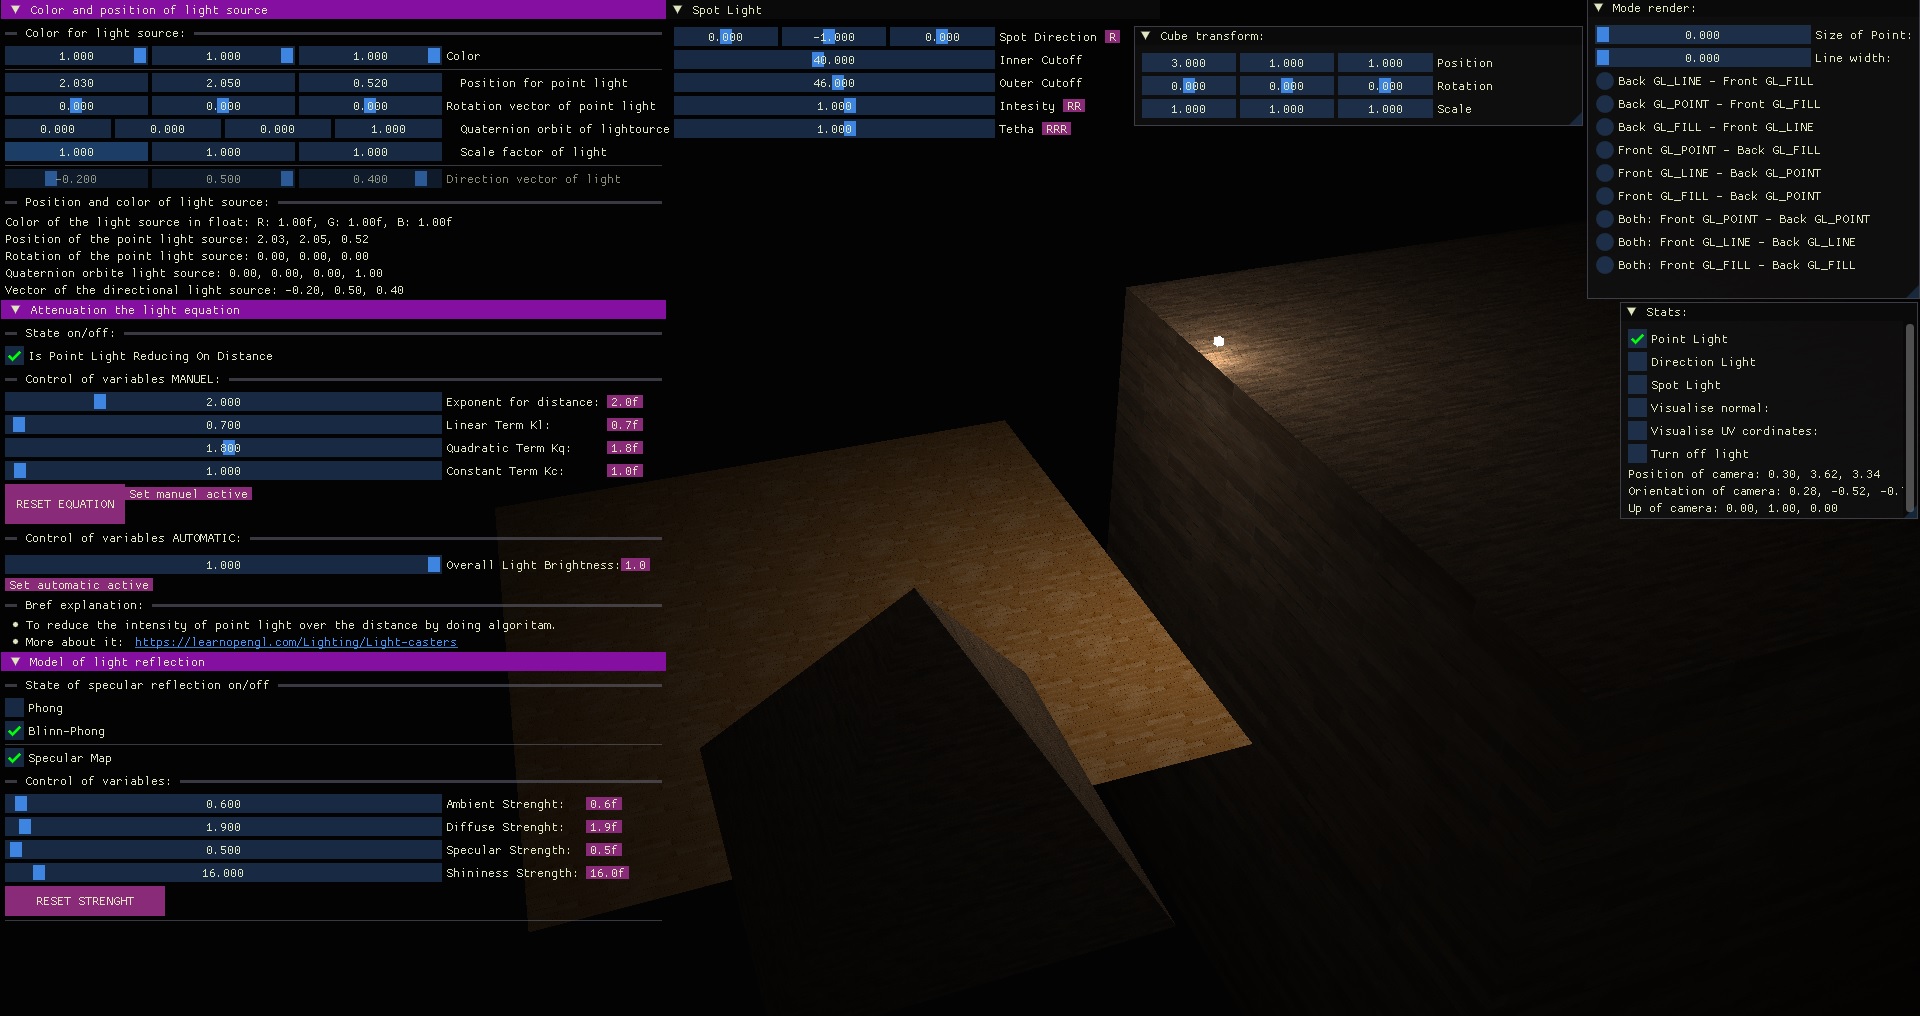 Color and position of light source
Color for light source:
1.000 1.000 1.000 Color
2.030 2.050 0.520 Position for point light
0.000 0.000 0.000 Rotation vector of point light
0.000 0.000 0.000 1.000 Quaternion orbit of lightource
1.000 1.000 1.000 Scale factor of light
-0.200 0.500 0.400 Direction vector of light
Position and color of light source:
Color of the light source in float: R: 1.00f, G: 1.00f, B: 1.00f
Position of the point light source: 2.03, 2.05, 0.52
Rotation of the point light source: 0.00, 0.00, 0.00
Quaternion orbite light source: 0.00, 0.00, 0.00, 1.00
Vector of the directional light source: -0.20, 0.50, 0.40
Attenuation the light equation
State on/off:
Is Point Light Reducing On Distance
Control of variables MANUEL:
2.000 Exponent for distance: 2.0f
0.700 Linear Term Kl: 0.7f
1.800 Quadratic Term Kq: 1.8f
1.000 Constant Term Kc: 1.0f
RESET EQUATION Set manuel active
Control of variables AUTOMATIC:
1.000 Overall Light Brightness: 1.0
Set automatic active
Bref explanation:
To reduce the intensity of point light over the distance by doing algoritam.
More about it: https://learnopengl.com/Lighting/Light-casters
Model of light reflection
State of specular reflection on/off
Phong
Blinn-Phong
Specular Map
Control of variables:
0.600 Ambient Strenght: 0.6f
1.900 Diffuse Strenght: 1.9f
0.500 Specular Strength: 0.5f
16.000 Shininess Strength: 16.0f
RESET STRENGHT
Spot Light
0.000 -1.000 0.000 Spot Direction R
40.000 Inner Cutoff
46.000 Outer Cutoff
1.000 Intesity RR
1.000 Tetha RRR
Cube transform:
3.000 1.000 1.000 Position
0.000 0.000 0.000 Rotation
1.000 1.000 1.000 Scale
Mode render:
0.000 Size of Point:
0.000 Line width:
Back GL_LINE - Front GL_FILL
Back GL_POINT - Front GL_FILL
Back GL_FILL - Front GL_LINE
Front GL_POINT - Back GL_FILL
Front GL_LINE - Back GL_POINT
Front GL_FILL - Back GL_POINT
Both: Front GL_POINT - Back GL_POINT
Both: Front GL_LINE - Back GL_LINE
Both: Front GL_FILL - Back GL_FILL
Stats:
Point Light
Direction Light
Spot Light
Visualise normal:
Visualise UV cordinates:
Turn off light
Position of camera: 0.30, 3.62, 3.34
Orientation of camera: 0.28, -0.52, -0.
Up of camera: 0.00, 1.00, 0.00